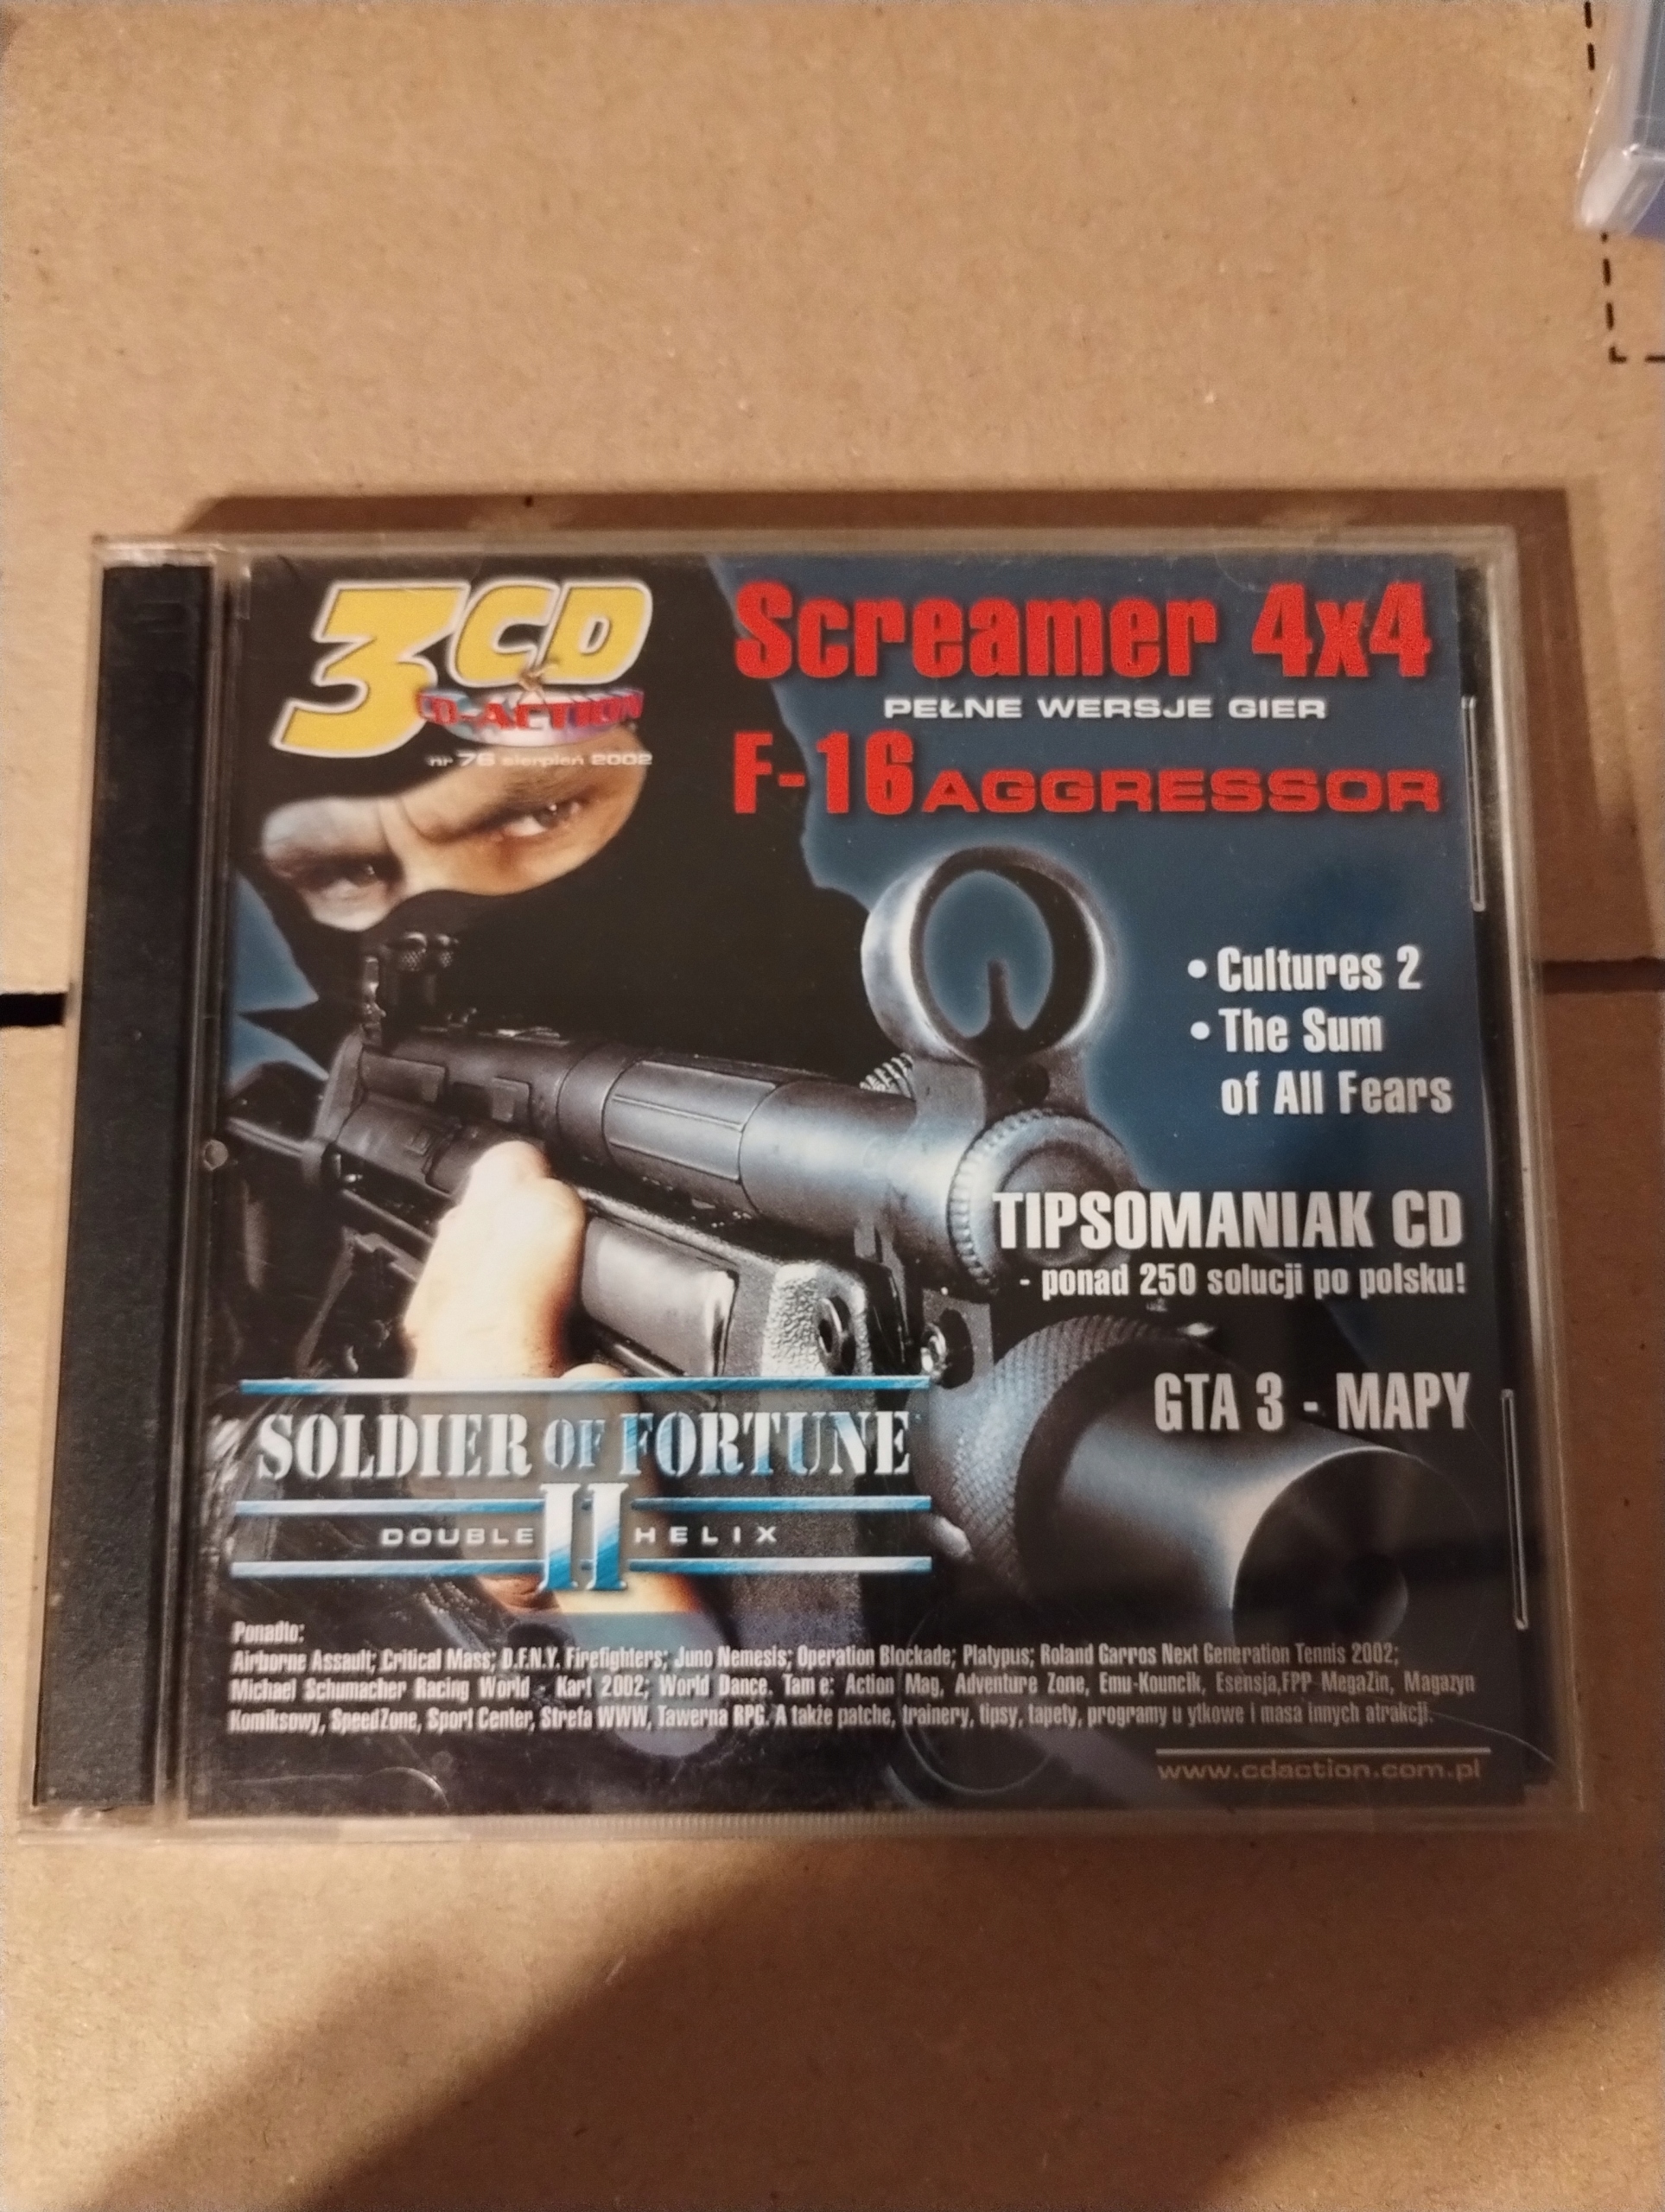 3CD
CD-ACTION
nr 76 sierpień 2002
Screamer 4x4
PEŁNE WERSJE GIER
F-16 AGGRESSOR
• Cultures 2
• The Sum
of All Fears
TIPSOMANIAK CD
- ponad 250 solucji po polsku!
GTA 3 - MAPY
SOLDIER OF FORTUNE
II
DOUBLE HELIX
Ponadto:
Airborne Assault; Critical Mass; D.F.N.Y. Firefighters; Juno Nemesis; Operation Blockade; Platypus; Roland Garros Next Generation Tennis 2002;
Michael Schumacher Racing World - Kart 2002; World Dance. Tam e: Action Mag, Adventure Zone, Emu-Kouncik, Esensja,FPP MegaZin, Magazyn
Komiksowy, SpeedZone, Sport Center, Strefa WWW, Tawerna RPG. A także patche, trainery, tipsy, tapety, programy u ytkowe i masa innych atrakcji.
www.cdaction.com.pl